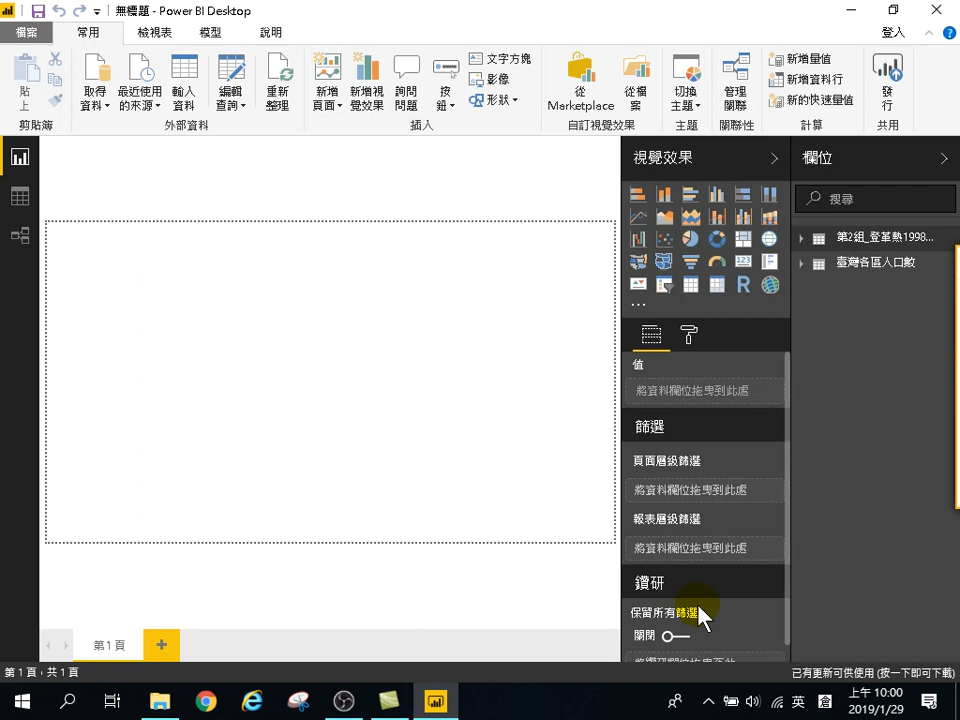 無標題 - Power BI Desktop
檔案
常用
檢視表
模型
說明
登入
貼
上
取得
資料
最近使用
的來源
輸入
資料
編輯
查詢
重新
整理
新增
頁面
新增視
覺效果
詢問
問題
按
鈕
文字方塊
影像
形狀
從
Marketplace
從檔
案
切換
主題
管理
關聯
新增量值
新增資料行
新的快速量值
發
行
剪貼簿
外部資料
插入
自訂視覺效果
主題
關聯性
計算
共用
視覺效果
欄位
搜尋
第2組_登革熱1998...
臺灣各區人口數
123
R
值
將資料欄位拖曳到此處
篩選
頁面層級篩選
將資料欄位拖曳到此處
報表層級篩選
將資料欄位拖曳到此處
鑽研
保留所有篩選
關閉
第1頁
第 1 頁，共 1 頁
已有更新可供使用 (按一下即可下載)
英
倉
上午 10:00
2019/1/29